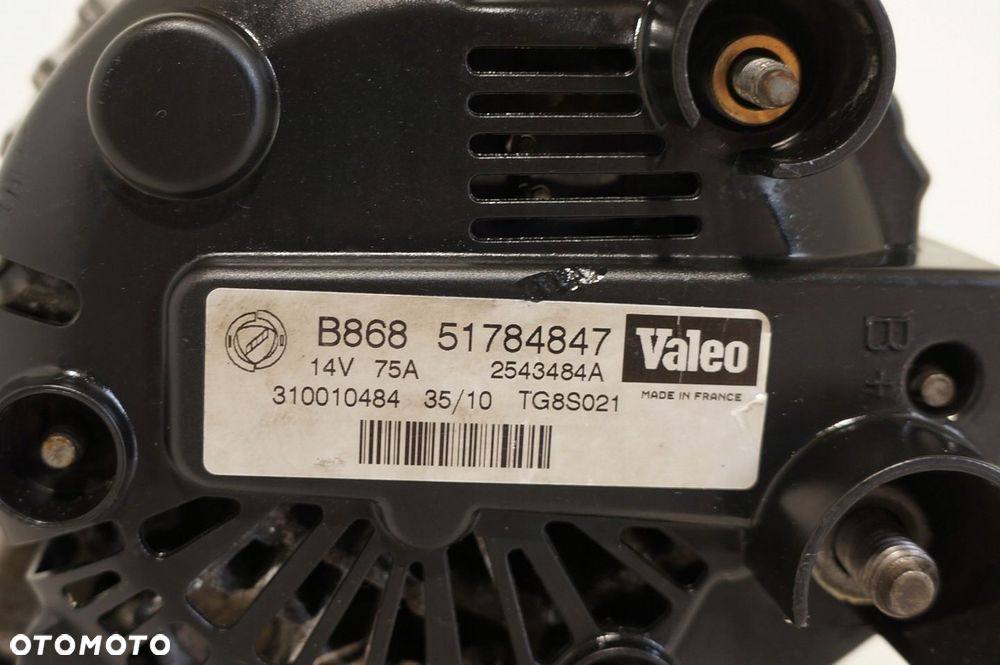 B868 51784847 Valeo
14V 75A 2543484A MADE IN FRANCE
310010484 35/10 TG8S021
B+
OTOMOTO